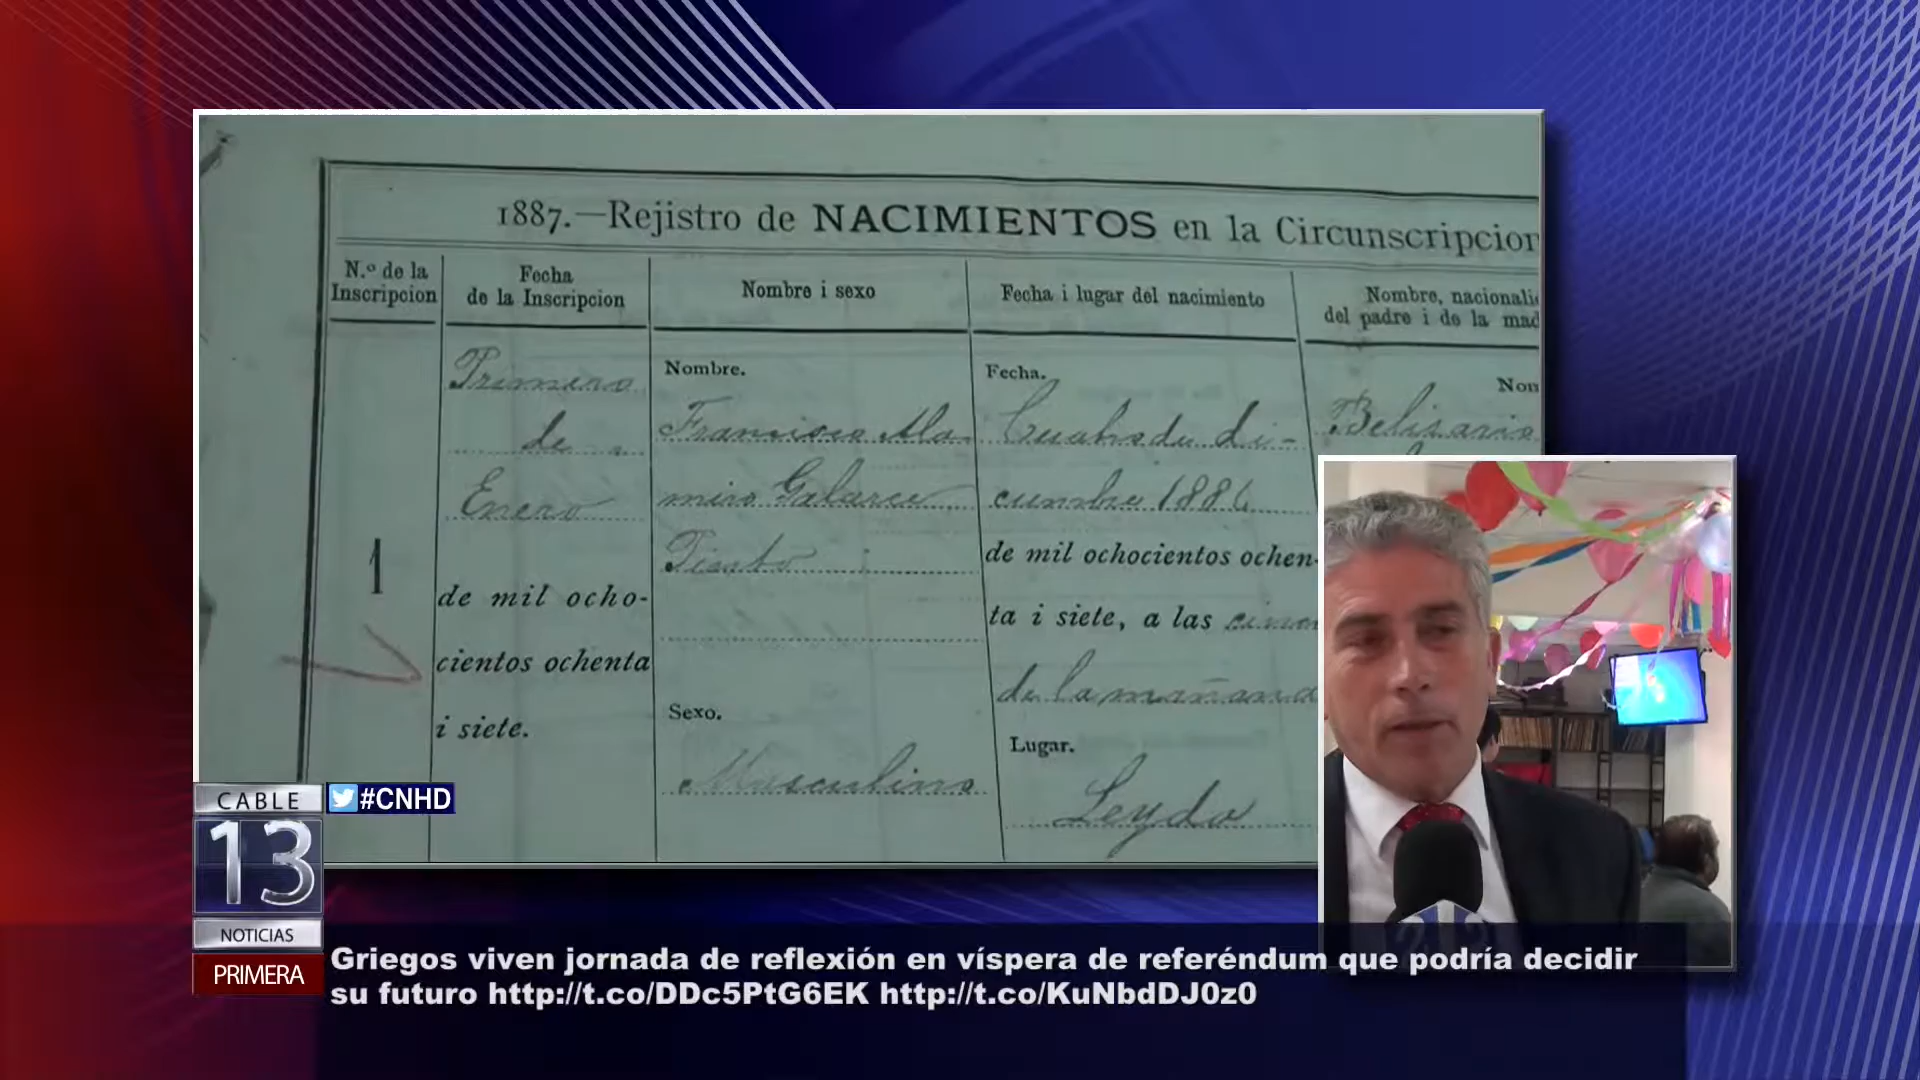 1887.—Rejistro de NACIMIENTOS en la Circunscripcion
N.º de la
Inscripcion
Fecha
de la Inscripcion
Nombre i sexo
Fecha i lugar del nacimiento
Nombre, nacionali
del padre i de la mad
1
Primero
de
Enero
de mil ocho-
cientos ochenta
i siete.
Nombre.
Francisco
Galarce
Sexo.
Masculino
Fecha.
1886
de mil ochocientos ochen-
ta i siete, a las
de la mañana
Lugar.
Leyda
Nom
Belisario
CABLE
13
NOTICIAS
PRIMERA
#CNHD
Griegos viven jornada de reflexión en víspera de referéndum que podría decidir
su futuro http://t.co/DDc5PtG6EK http://t.co/KuNbdDJ0z0